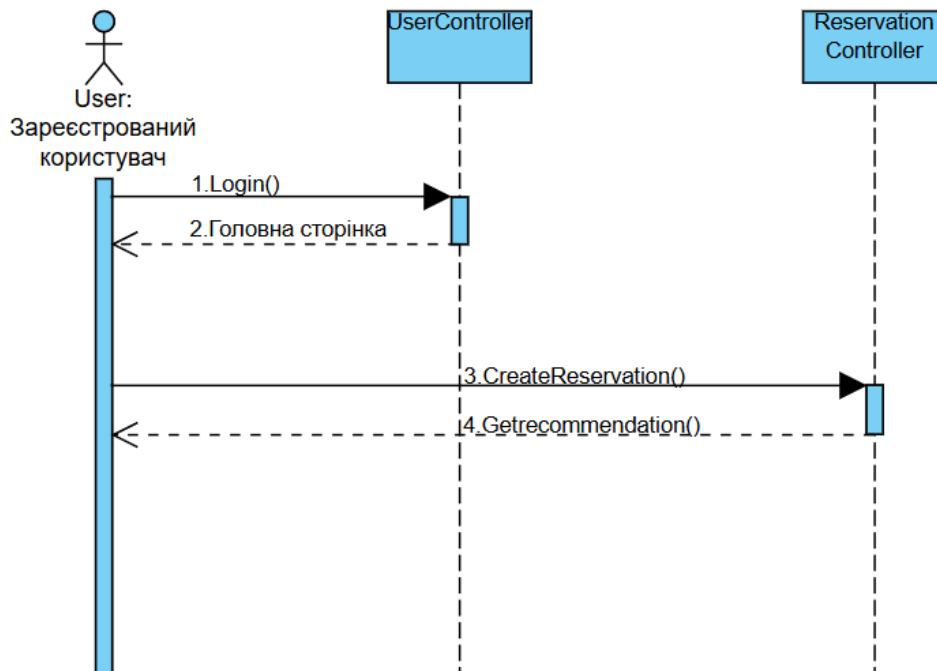 UserController
Reservation
Controller
User:
Зареєстрований
користувач
1.Login()
2.Головна сторінка
3.CreateReservation()
4.Getrecommendation()